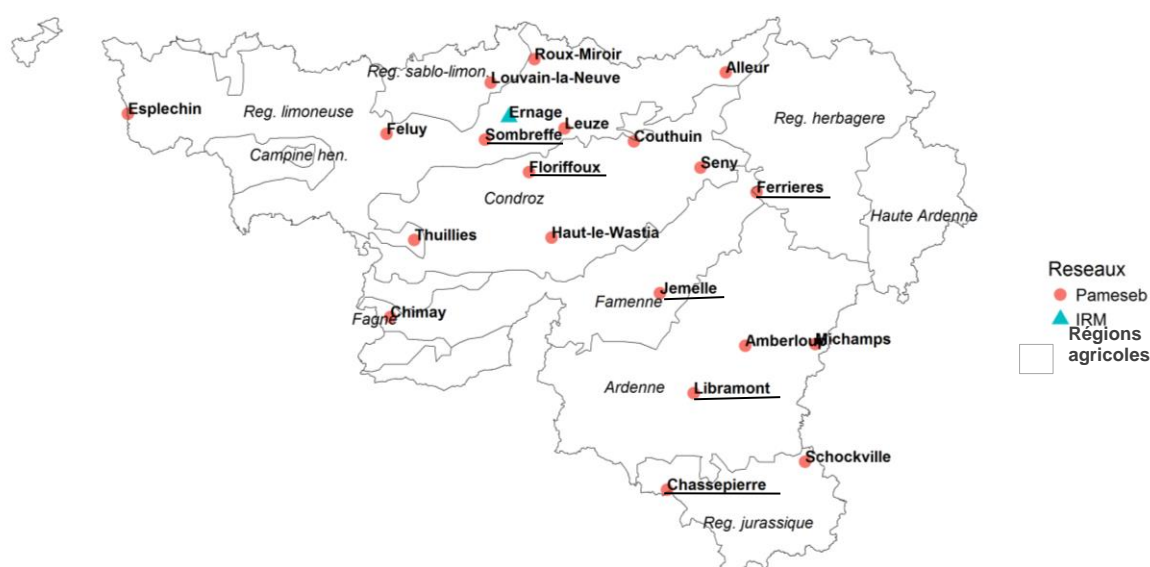 Roux-Miroir
Reg. sablo-limon.
Louvain-la-Neuve
Alleur
Esplechin
Reg. limoneuse
Ernage
Reg. herbagere
Feluy
Leuze
Sombreffe
Couthuin
Campine hen.
Floriffoux
Seny
Condroz
Ferrieres
Haute Ardenne
Thuillies
Haut-le-Wastia
Jemelle
Famenne
Chimay
Fagne
Amberloup
Michamps
Ardenne
Libramont
Schockville
Chassepierre
Reg. jurassique
Reseaux
Pameseb
IRM
Régions
agricoles